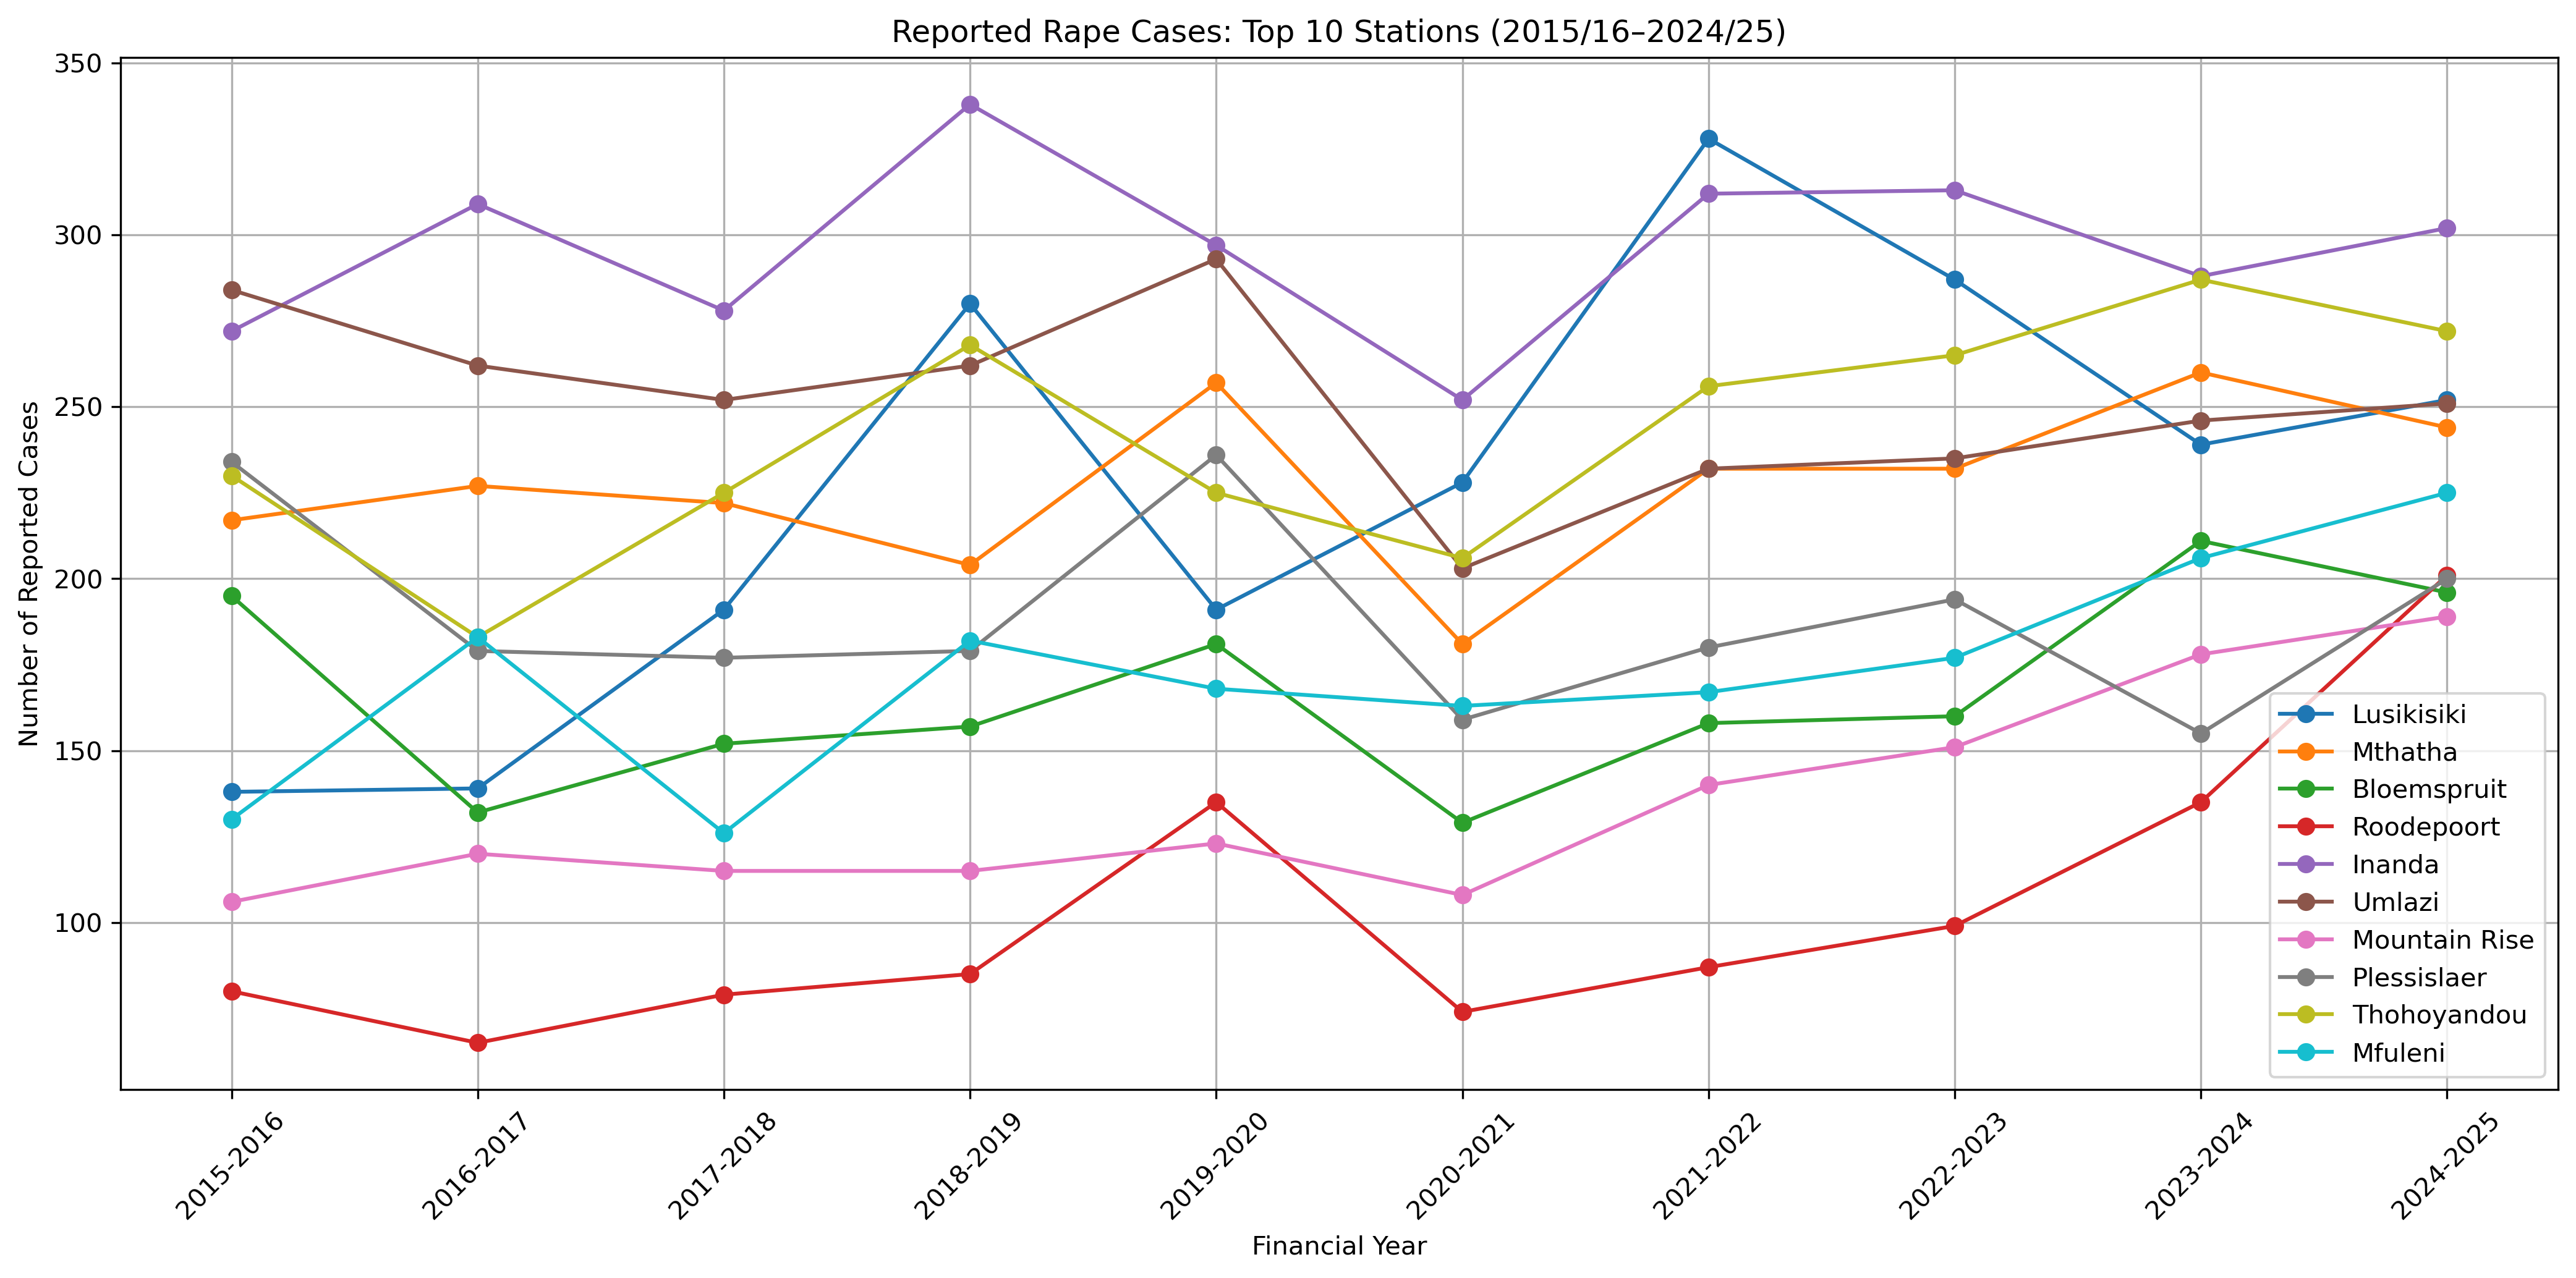 Reported Rape Cases: Top 10 Stations (2015/16–2024/25)
350
300
250
200
150
100
Number of Reported Cases
Lusikisiki
Mthatha
Bloemspruit
Roodepoort
Inanda
Umlazi
Mountain Rise
Plessislaer
Thohoyandou
Mfuleni
2015-2016
2016-2017
2017-2018
2018-2019
2019-2020
2020-2021
2021-2022
2022-2023
2023-2024
2024-2025
Financial Year